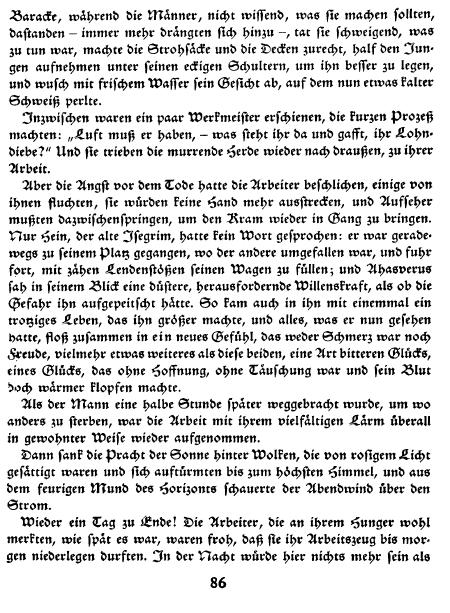 Baracke, während die Männer, nicht wissend, was sie machen sollten,
dastanden – immer mehr drängten sich hinzu –, tat sie schweigend, was
zu tun war, machte die Strohsäcke und die Decken zurecht, half den Jun-
gen aufnehmen unter seinen eckigen Schultern, um ihn besser zu legen,
und wusch mit frischem Wasser sein Gesicht ab, auf dem nun etwas kalter
Schweiß perlte.
Inzwischen waren ein paar Werkmeister erschienen, die kurzen Prozeß
machten: „Luft muß er haben, – was steht ihr da und gafft, ihr Lohn-
diebe?“ Und sie trieben die murrende Herde wieder nach draußen, zu ihrer
Arbeit.
Aber die Angst vor dem Tode hatte die Arbeiter beschlichen, einige von
ihnen fluchten, sie würden keine Hand mehr ausstrecken, und Aufseher
mußten dazwischenspringen, um den Kram wieder in Gang zu bringen.
Nur Hein, der alte Isegrim, hatte kein Wort gesprochen: er war gerade-
wegs zu seinem Platz gegangen, wo der andere umgefallen war, und fuhr
fort, mit zähen Lendenstößen seinen Wagen zu füllen; und Ahasverus
sah in seinem Blick eine düstere, herausfordernde Willenskraft, als ob die
Gefahr ihn aufgepeitscht hätte. So kam auch in ihn mit einemmal ein
trotziges Leben, das ihn größer machte, und alles, was er nun gesehen
hatte, floß zusammen in ein neues Gefühl, das weder Schmerz war noch
Freude, vielmehr etwas weiteres als diese beiden, eine Art bitteren Glücks,
eines Glücks, das ohne Hoffnung, ohne Täuschung war und sein Blut
doch wärmer klopfen machte.
Als der Mann eine halbe Stunde später weggebracht wurde, um wo
anders zu sterben, war die Arbeit mit ihrem vielfältigen Lärm überall
in gewohnter Weise wieder aufgenommen.
Dann sank die Pracht der Sonne hinter Wolken, die von rosigem Licht
gesättigt waren und sich auftürmten bis zum höchsten Himmel, und aus
dem feurigen Mund des Horizonts schauerte der Abendwind über den
Strom.
Wieder ein Tag zu Ende! Die Arbeiter, die an ihrem Hunger wohl
merkten, wie spät es war, waren froh, daß sie ihr Arbeitszeug bis mor-
gen niederlegen durften. In der Nacht würde hier nichts mehr sein als
86